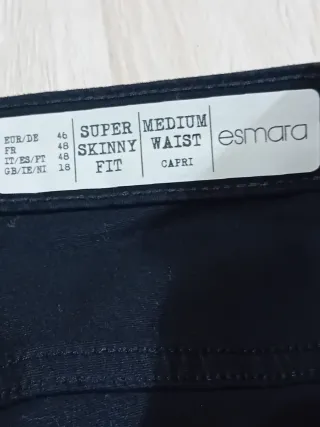 EUR/DE 46
FR 48
IT/ES/PT 48
GB/IE/NI 18
SUPER
SKINNY
FIT
MEDIUM
WAIST
CAPRI
esmara